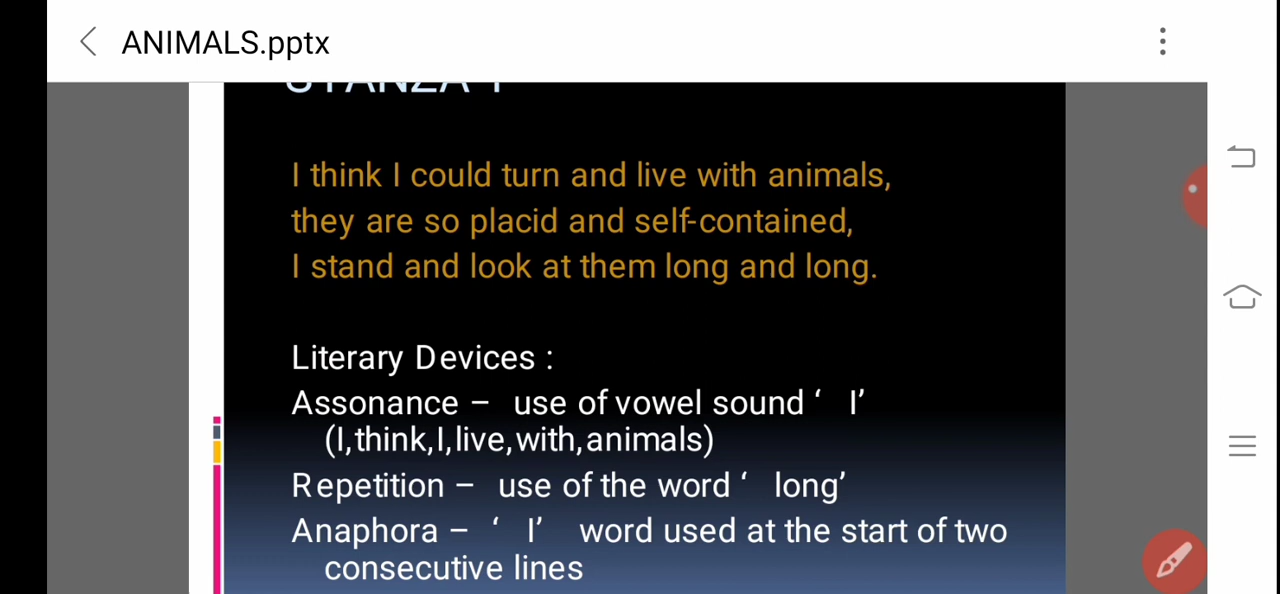 ANIMALS.pptx
STANZA 1
I think I could turn and live with animals,
they are so placid and self-contained,
I stand and look at them long and long.
Literary Devices :
Assonance – use of vowel sound ‘ I’
(I,think,I,live,with,animals)
Repetition – use of the word ‘ long’
Anaphora – ‘ I’ word used at the start of two
consecutive lines